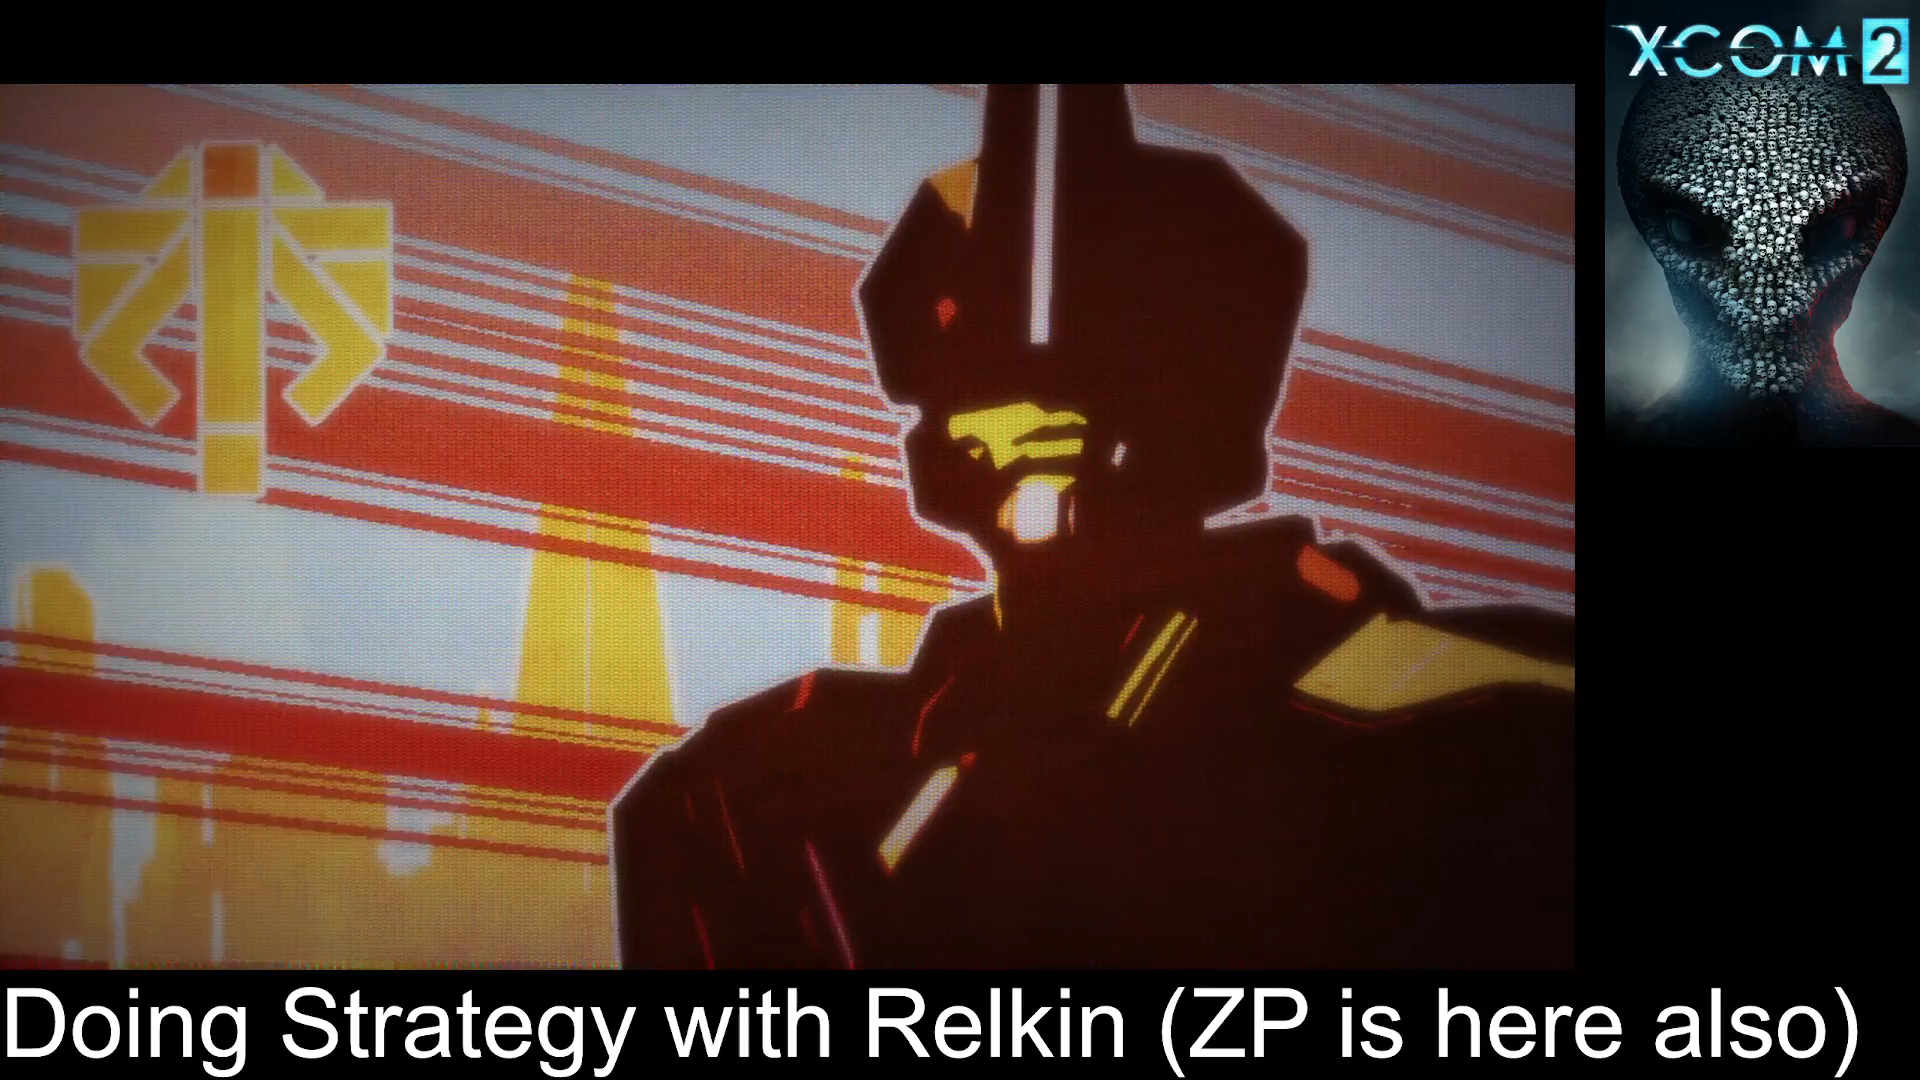 XCOM 2
Doing Strategy with Relkin (ZP is here also)